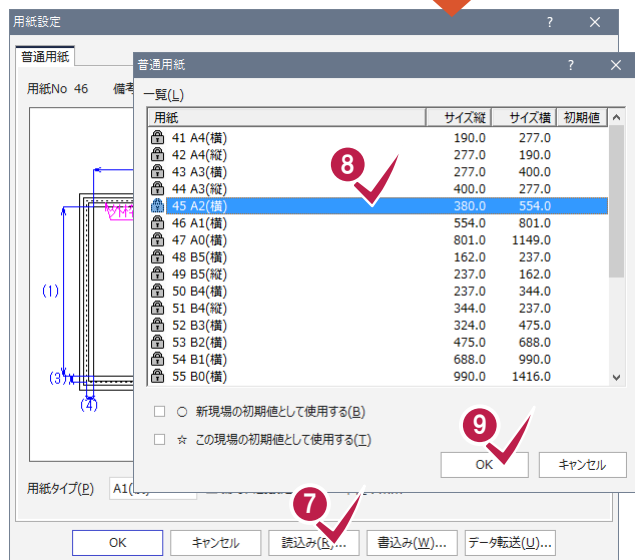 用紙設定 ? ×
普通用紙
用紙No 46
普通用紙 ? ×
一覧(L)
用紙 サイズ縦 サイズ横 初期値
41 A4(横) 190.0 277.0
42 A4(縦) 277.0 190.0
43 A3(横) 277.0 400.0
44 A3(縦) 400.0 277.0
45 A2(横) 380.0 554.0
46 A1(横) 554.0 801.0
47 A0(横) 801.0 1149.0
48 B5(横) 162.0 237.0
49 B5(縦) 237.0 162.0
50 B4(横) 237.0 344.0
51 B4(縦) 344.0 237.0
52 B3(横) 324.0 475.0
53 B2(横) 475.0 688.0
54 B1(横) 688.0 990.0
55 B0(横) 990.0 1416.0
8
(1)
(3)
(4)
○ 新現場の初期値として使用する(B)
☆ この現場の初期値として使用する(T)
9
OK キャンセル
用紙タイプ(P) A1(
7
OK キャンセル 読込み(R)... 書込み(W)... データ転送(U)...